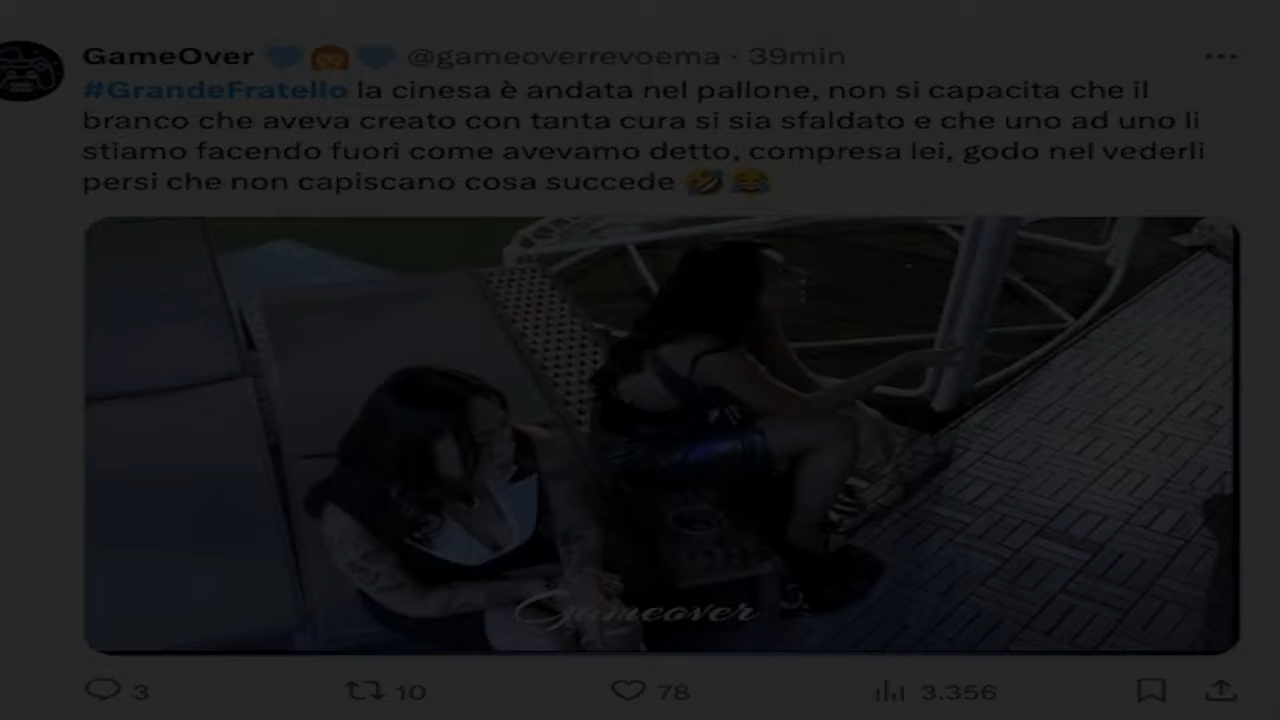 GameOver 💙👩‍🦰💙 @gameoverrevoema · 39min
#GrandeFratello la cinesa è andata nel pallone, non si capacita che il
branco che aveva creato con tanta cura si sia sfaldato e che uno ad uno li
stiamo facendo fuori come avevamo detto, compresa lei, godo nel vederli
persi che non capiscano cosa succede 🤣😂
Gameover
3 10 78 3.356